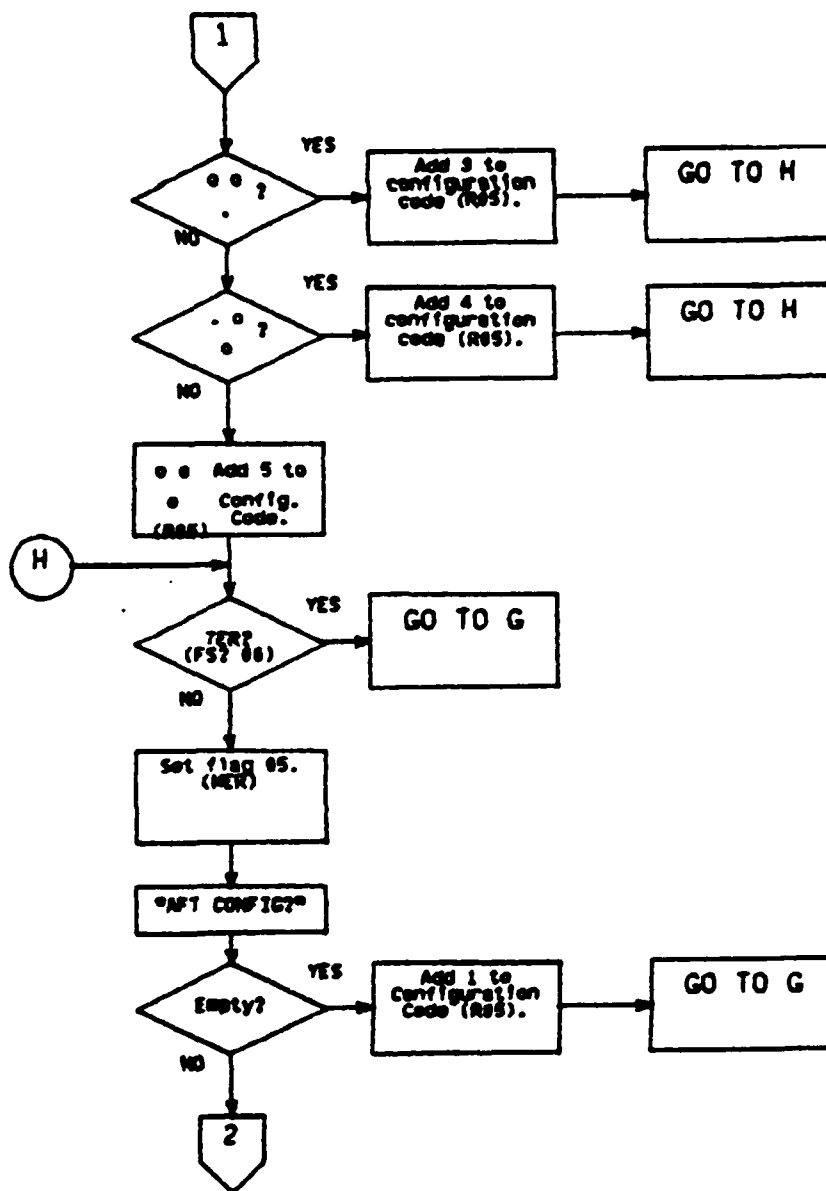 1
YES
?
NO
Add 3 to
configuration
code (R05).
GO TO H
YES
?
NO
Add 4 to
configuration
code (R05).
GO TO H
Add 5 to
Config.
Code.
(R05)
H
YES
TER?
(FS? 06)
NO
GO TO G
Set flag 05.
(MER)
"AFT CONFIG?"
YES
Empty?
NO
Add 1 to
Configuration
Code (R05).
GO TO G
2